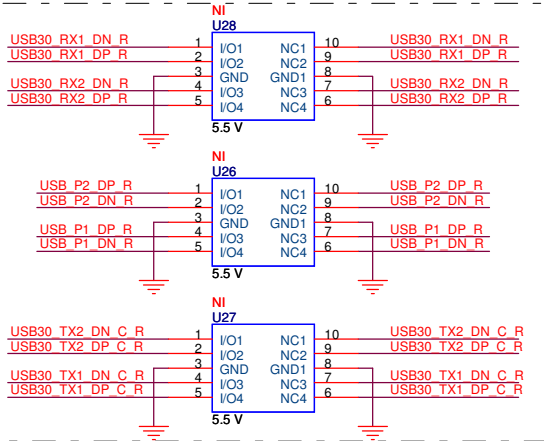 NI
U28
USB30_RX1_DN_R 1 I/O1 NC1 10 USB30_RX1_DN_R
USB30_RX1_DP_R 2 I/O2 NC2 9 USB30_RX1_DP_R
3 GND GND1 8
USB30_RX2_DN_R 4 I/O3 NC3 7 USB30_RX2_DN_R
USB30_RX2_DP_R 5 I/O4 NC4 6 USB30_RX2_DP_R
5.5 V
NI
U26
USB_P2_DP_R 1 I/O1 NC1 10 USB_P2_DP_R
USB_P2_DN_R 2 I/O2 NC2 9 USB_P2_DN_R
3 GND GND1 8
USB_P1_DP_R 4 I/O3 NC3 7 USB_P1_DP_R
USB_P1_DN_R 5 I/O4 NC4 6 USB_P1_DN_R
5.5 V
NI
U27
USB30_TX2_DN_C_R 1 I/O1 NC1 10 USB30_TX2_DN_C_R
USB30_TX2_DP_C_R 2 I/O2 NC2 9 USB30_TX2_DP_C_R
3 GND GND1 8
USB30_TX1_DN_C_R 4 I/O3 NC3 7 USB30_TX1_DN_C_R
USB30_TX1_DP_C_R 5 I/O4 NC4 6 USB30_TX1_DP_C_R
5.5 V